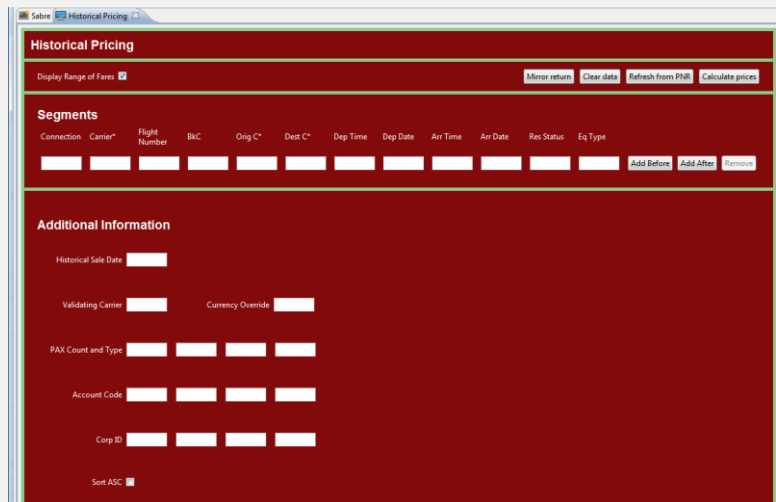 Sabre Historical Pricing
Historical Pricing
Display Range of Fares Mirror return Clear data Refresh from PNR Calculate prices
Segments
Connection Carrier* Flight Number BkC Orig C* Dest C* Dep Time Dep Date Arr Time Arr Date Res Status Eq Type
Add Before Add After Remove
Additional Information
Historical Sale Date
Validating Carrier Currency Override
PAX Count and Type
Account Code
Corp ID
Sort ASC